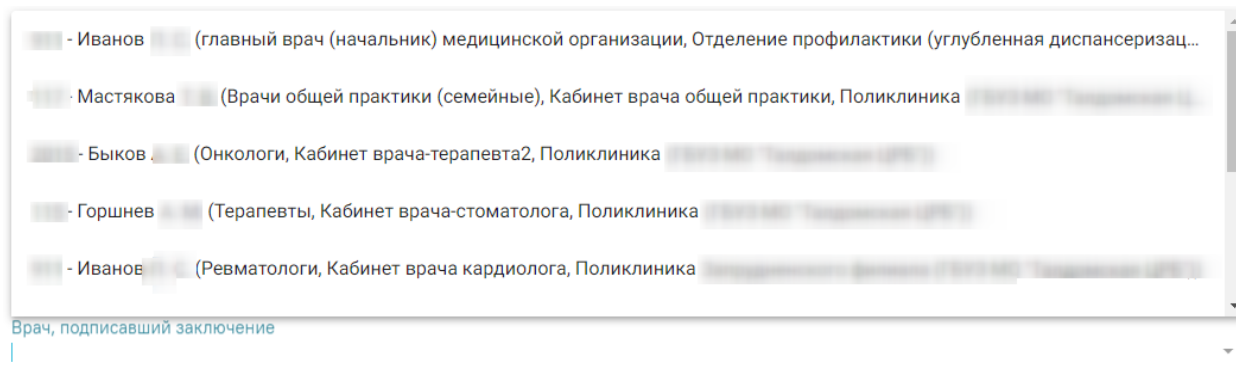 - Иванов (главный врач (начальник) медицинской организации, Отделение профилактики (углубленная диспансеризац...
- Мастякова (Врачи общей практики (семейные), Кабинет врача общей практики, Поликлиника
- Быков (Онкологи, Кабинет врача-терапевта2, Поликлиника
- Горшнев (Терапевты, Кабинет врача-стоматолога, Поликлиника
- Иванов (Ревматологи, Кабинет врача кардиолога, Поликлиника
Врач, подписавший заключение